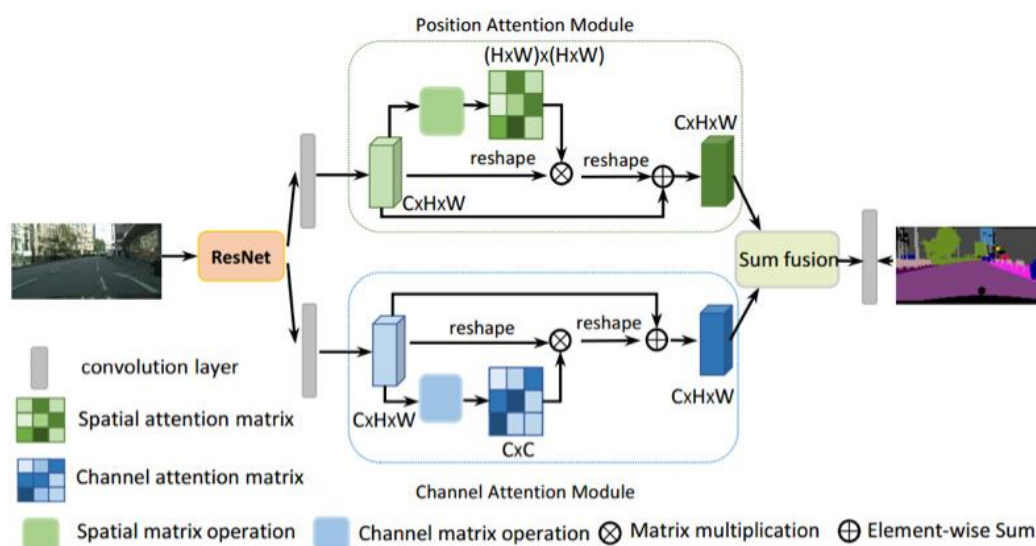 Position Attention Module
(HxW)x(HxW)
CxHxW
reshape
reshape
CxHxW
ResNet
Sum fusion
reshape
reshape
CxHxW
CxHxW
CxC
Channel Attention Module
convolution layer
Spatial attention matrix
Channel attention matrix
Spatial matrix operation
Channel matrix operation
Matrix multiplication
Element-wise Sum